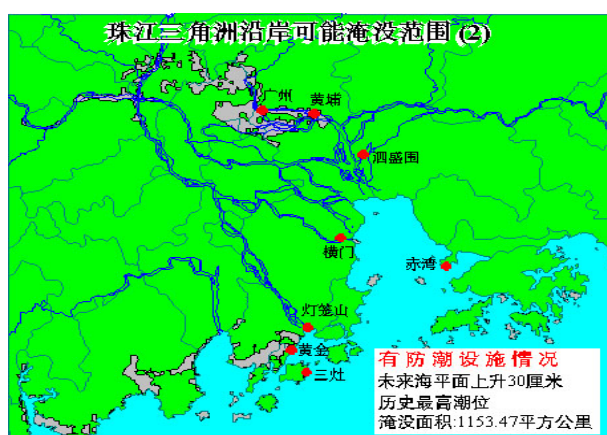 珠江三角洲沿岸可能淹没范围 (2)
广州
黄埔
泗盛围
横门
赤湾
灯笼山
黄金
三灶
有防潮设施情况
未来海平面上升30厘米
历史最高潮位
淹没面积:1153.47平方公里